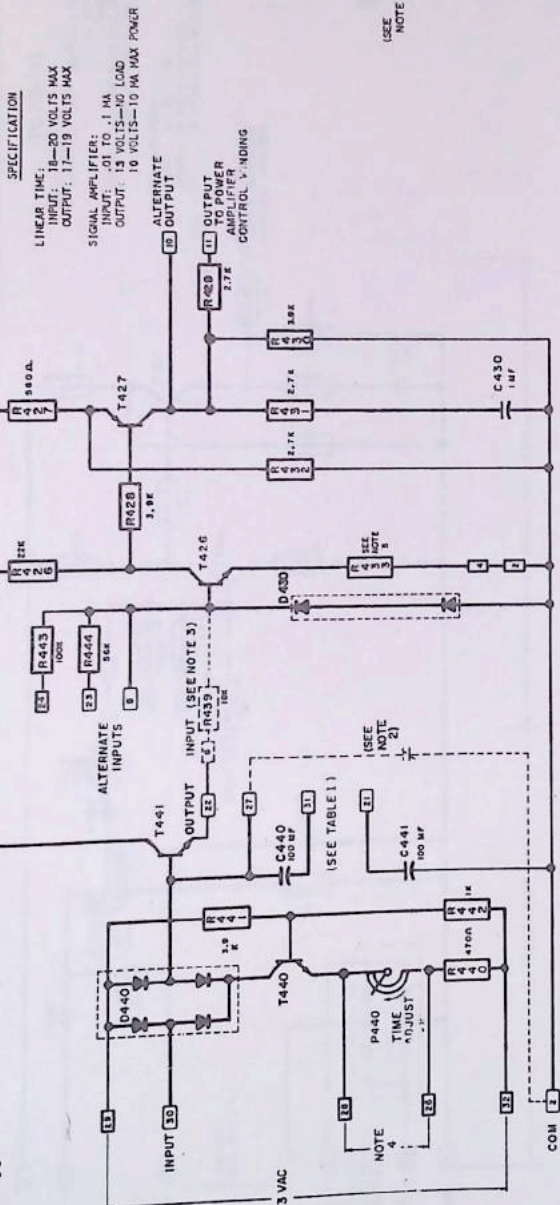 SPECIFICATION
LINEAR TIME:
INPUT: 18—20 VOLTS MAX
OUTPUT: 17—19 VOLTS MAX
SIGNAL AMPLIFIER:
INPUT: .01 TO .1 MA
OUTPUT: 13 VOLTS—NO LOAD
10 VOLTS—10 MA MAX POWER
(SEE
NOTE
R427
560Ω
T427
ALTERNATE
OUTPUT
10
R428
2.7K
11
OUTPUT
TO POWER
AMPLIFIER
CONTROL WINDING
R430
3.9K
R431
2.7K
R432
2.7K
C430
1 MF
R426
22K
R428
3.9K
T426
R433
SEE
NOTE
4
2
D430
R443
100K
24
R444
56K
23
ALTERNATE
INPUTS
INPUT (SEE NOTE 3)
R439
10K
T441
OUTPUT
22
27
C440
100 MF
31
(SEE TABLE 1)
(SEE
NOTE
2)
21
C441
100 MF
D440
R441
3.9
K
R442
1K
T440
P440
TIME
ADJUST
R440
470Ω
INPUT
30
28
NOTE
4
26
32
3 VAC
COM
2